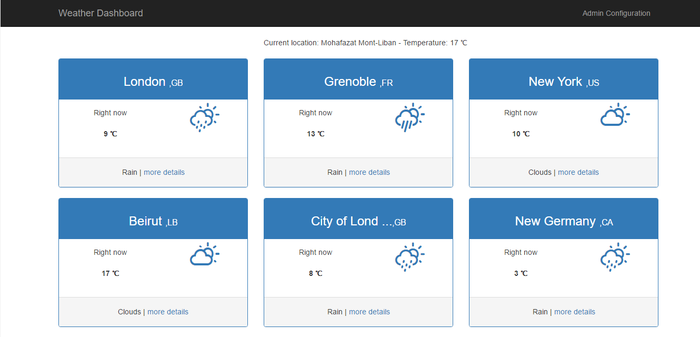 Weather Dashboard
Admin Configuration
Current location: Mohafazat Mont-Liban - Temperature: 17 ℃
London ,GB
Right now
9 ℃
Rain | more details
Grenoble ,FR
Right now
13 ℃
Rain | more details
New York ,US
Right now
10 ℃
Clouds | more details
Beirut ,LB
Right now
17 ℃
Clouds | more details
City of Lond ...,GB
Right now
8 ℃
Rain | more details
New Germany ,CA
Right now
3 ℃
Rain | more details